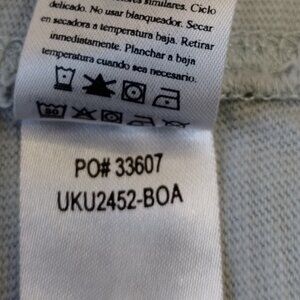 similares. Ciclo
delicado. No usar blanqueador. Secar
en secadora a temperatura baja. Retirar
inmediatamente. Planchar a baja
temperatura cuando sea necesario.
PO# 33607
UKU2452-BOA